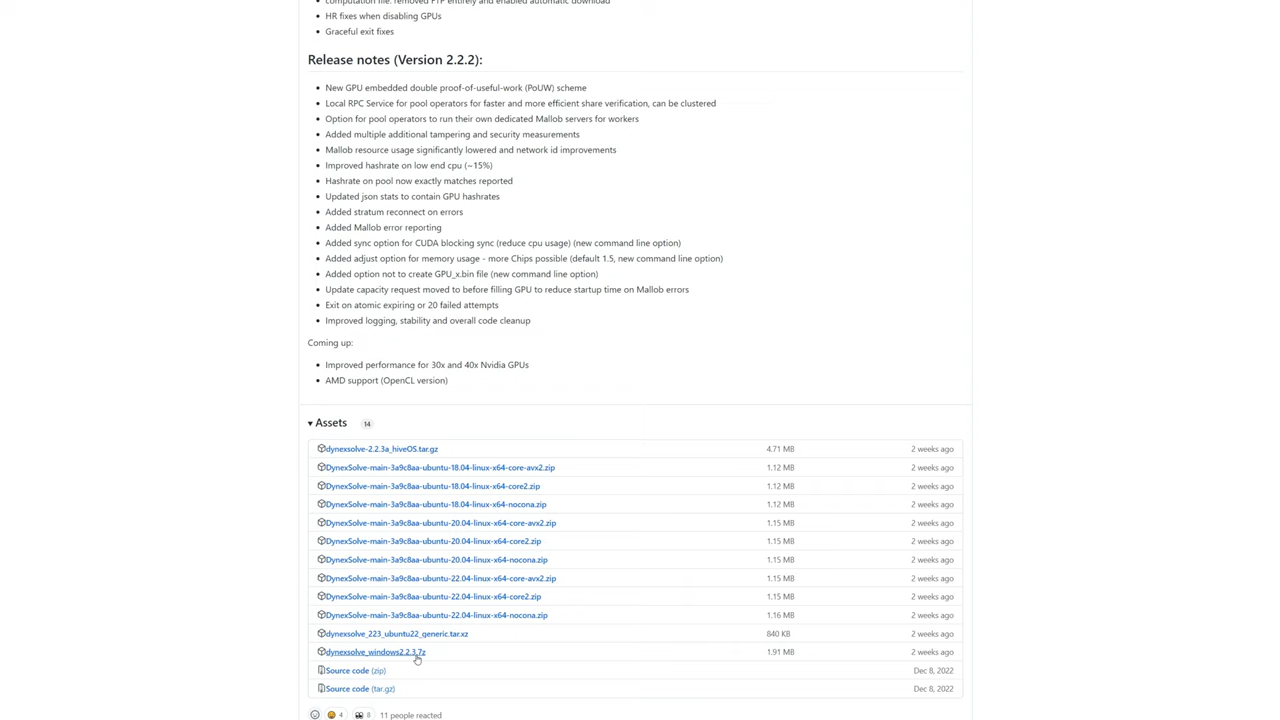 computation file: removed FTP entirely and enabled automatic download
HR fixes when disabling GPUs
Graceful exit fixes
Release notes (Version 2.2.2):
New GPU embedded double proof-of-useful-work (PoUW) scheme
Local RPC Service for pool operators for faster and more efficient share verification, can be clustered
Option for pool operators to run their own dedicated Mallob servers for workers
Added multiple additional tampering and security measurements
Mallob resource usage significantly lowered and network id improvements
Improved hashrate on low end cpu (~15%)
Hashrate on pool now exactly matches reported
Updated json stats to contain GPU hashrates
Added stratum reconnect on errors
Added Mallob error reporting
Added sync option for CUDA blocking sync (reduce cpu usage) (new command line option)
Added adjust option for memory usage - more Chips possible (default 1.5, new command line option)
Added option not to create GPU_x.bin file (new command line option)
Update capacity request moved to before filling GPU to reduce startup time on Mallob errors
Exit on atomic expiring or 20 failed attempts
Improved logging, stability and overall code cleanup
Coming up:
Improved performance for 30x and 40x Nvidia GPUs
AMD support (OpenCL version)
Assets 14
dynexsolve-2.2.3a_hiveOS.tar.gz 4.71 MB 2 weeks ago
DynexSolve-main-3a9c8aa-ubuntu-18.04-linux-x64-core-avx2.zip 1.12 MB 2 weeks ago
DynexSolve-main-3a9c8aa-ubuntu-18.04-linux-x64-core2.zip 1.12 MB 2 weeks ago
DynexSolve-main-3a9c8aa-ubuntu-18.04-linux-x64-nocona.zip 1.12 MB 2 weeks ago
DynexSolve-main-3a9c8aa-ubuntu-20.04-linux-x64-core-avx2.zip 1.15 MB 2 weeks ago
DynexSolve-main-3a9c8aa-ubuntu-20.04-linux-x64-core2.zip 1.15 MB 2 weeks ago
DynexSolve-main-3a9c8aa-ubuntu-20.04-linux-x64-nocona.zip 1.15 MB 2 weeks ago
DynexSolve-main-3a9c8aa-ubuntu-22.04-linux-x64-core-avx2.zip 1.15 MB 2 weeks ago
DynexSolve-main-3a9c8aa-ubuntu-22.04-linux-x64-core2.zip 1.15 MB 2 weeks ago
DynexSolve-main-3a9c8aa-ubuntu-22.04-linux-x64-nocona.zip 1.16 MB 2 weeks ago
dynexsolve_223_ubuntu22_generic.tar.xz 840 KB 2 weeks ago
dynexsolve_windows2.2.3.7z 1.91 MB 2 weeks ago
Source code (zip) Dec 8, 2022
Source code (tar.gz) Dec 8, 2022
4 8 11 people reacted